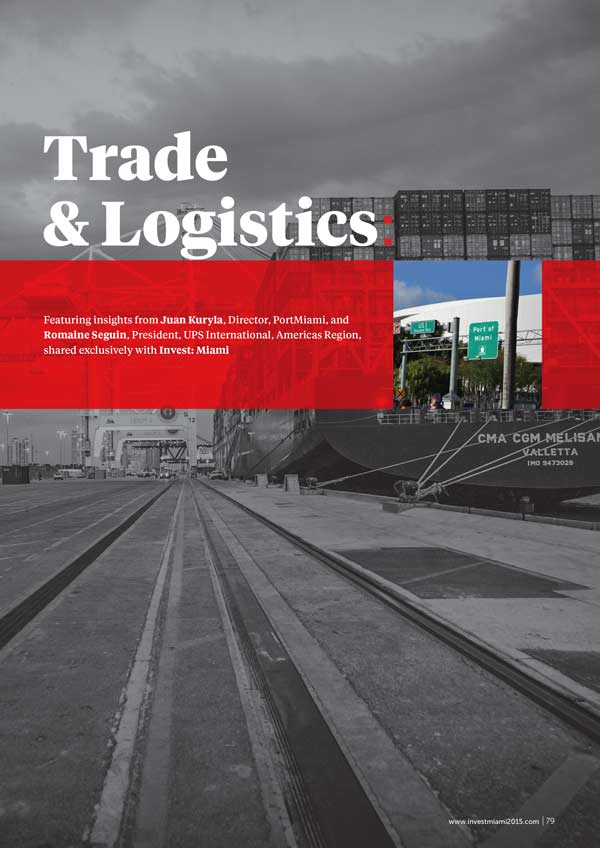 Trade
& Logistics:
Featuring insights from Juan Kuryla, Director, PortMiami, and
Romaine Seguin, President, UPS International, Americas Region,
shared exclusively with Invest: Miami
Port of
Miami
CMA CGM MELISAN
VALLETTA
IMO 9473028
www.investmiami2015.com | 79